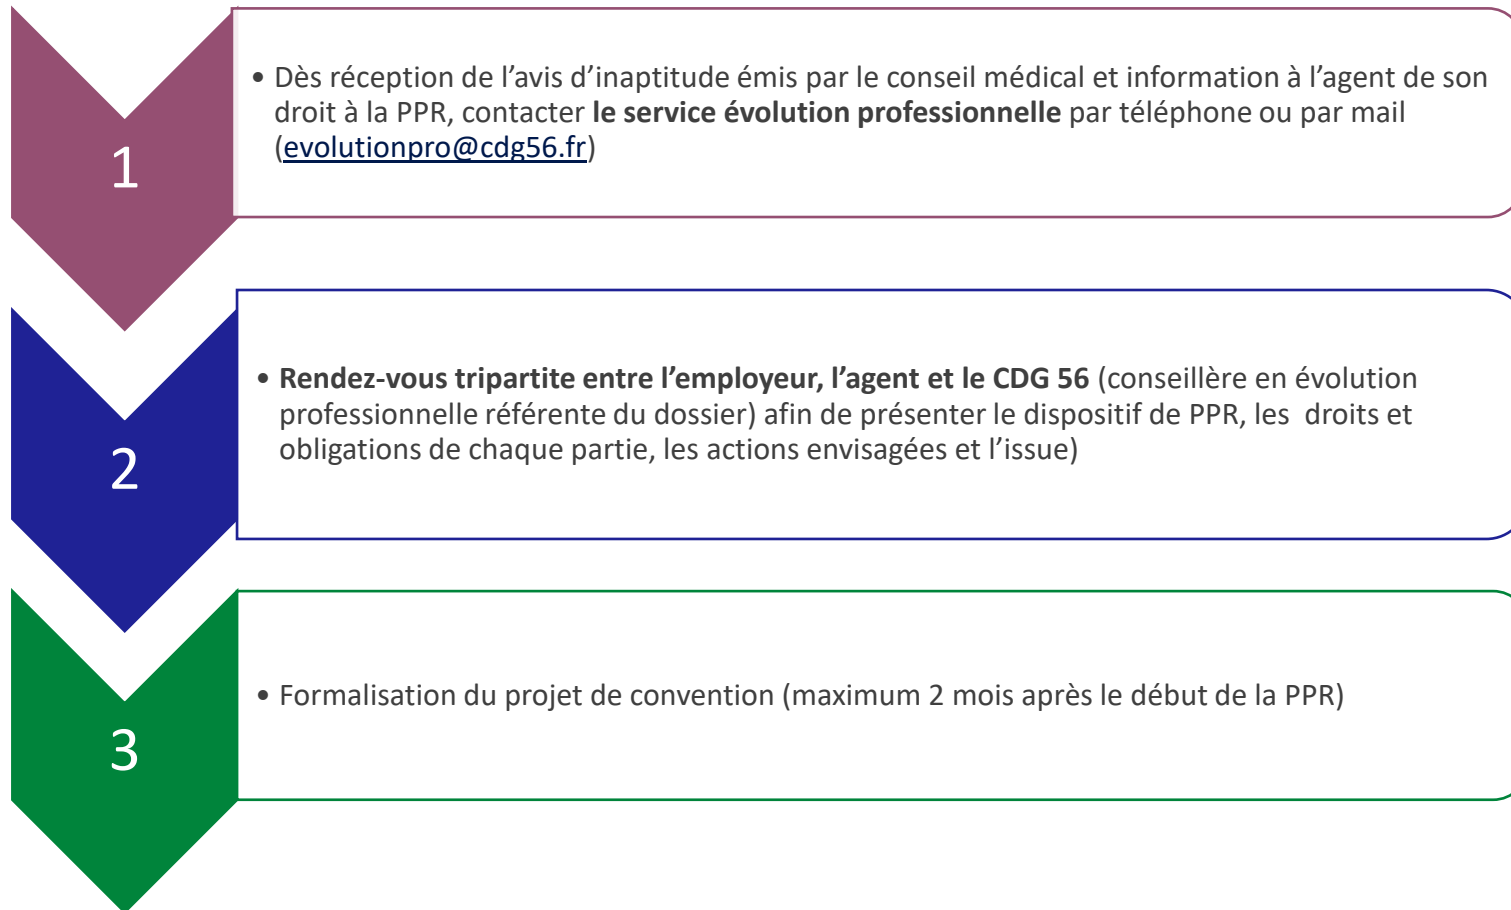 1
• Dès réception de l’avis d’inaptitude émis par le conseil médical et information à l’agent de son
droit à la PPR, contacter le service évolution professionnelle par téléphone ou par mail
(evolutionpro@cdg56.fr)
2
• Rendez-vous tripartite entre l’employeur, l’agent et le CDG 56 (conseillère en évolution
professionnelle référente du dossier) afin de présenter le dispositif de PPR, les  droits et
obligations de chaque partie, les actions envisagées et l’issue)
3
• Formalisation du projet de convention (maximum 2 mois après le début de la PPR)